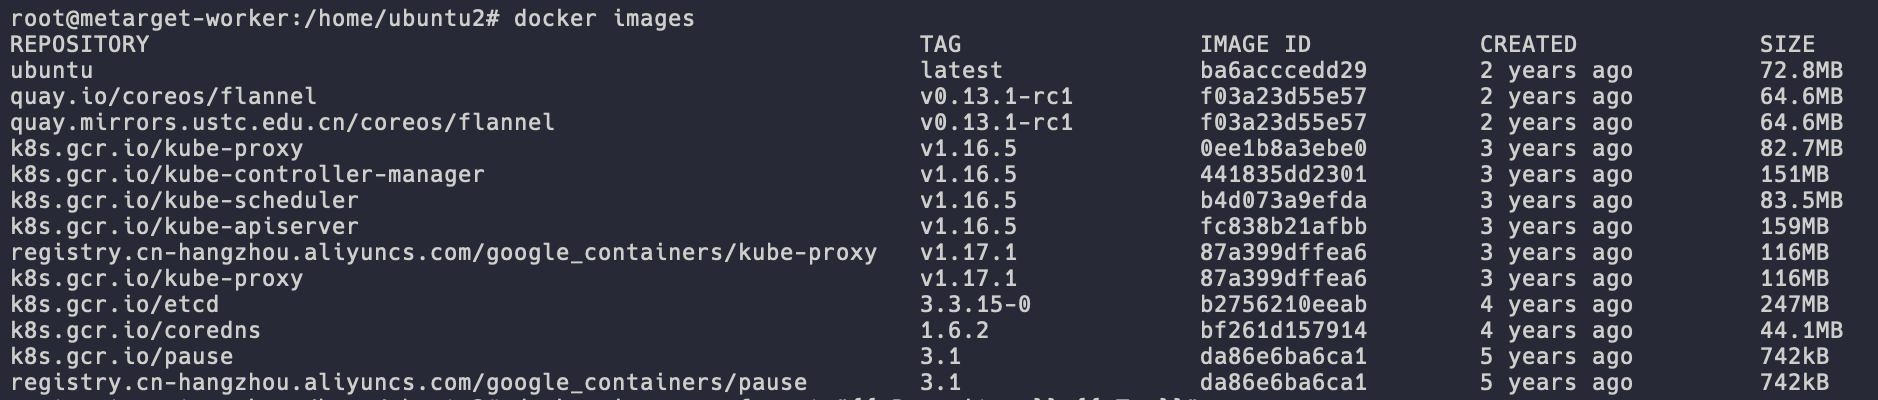 root@metarget-worker:/home/ubuntu2# docker images
REPOSITORY TAG IMAGE ID CREATED SIZE
ubuntu latest ba6acccedd29 2 years ago 72.8MB
quay.io/coreos/flannel v0.13.1-rc1 f03a23d55e57 2 years ago 64.6MB
quay.mirrors.ustc.edu.cn/coreos/flannel v0.13.1-rc1 f03a23d55e57 2 years ago 64.6MB
k8s.gcr.io/kube-proxy v1.16.5 0ee1b8a3ebe0 3 years ago 82.7MB
k8s.gcr.io/kube-controller-manager v1.16.5 441835dd2301 3 years ago 151MB
k8s.gcr.io/kube-scheduler v1.16.5 b4d073a9efda 3 years ago 83.5MB
k8s.gcr.io/kube-apiserver v1.16.5 fc838b21afbb 3 years ago 159MB
registry.cn-hangzhou.aliyuncs.com/google_containers/kube-proxy v1.17.1 87a399dffea6 3 years ago 116MB
k8s.gcr.io/kube-proxy v1.17.1 87a399dffea6 3 years ago 116MB
k8s.gcr.io/etcd 3.3.15-0 b2756210eeab 4 years ago 247MB
k8s.gcr.io/coredns 1.6.2 bf261d157914 4 years ago 44.1MB
k8s.gcr.io/pause 3.1 da86e6ba6ca1 5 years ago 742kB
registry.cn-hangzhou.aliyuncs.com/google_containers/pause 3.1 da86e6ba6ca1 5 years ago 742kB